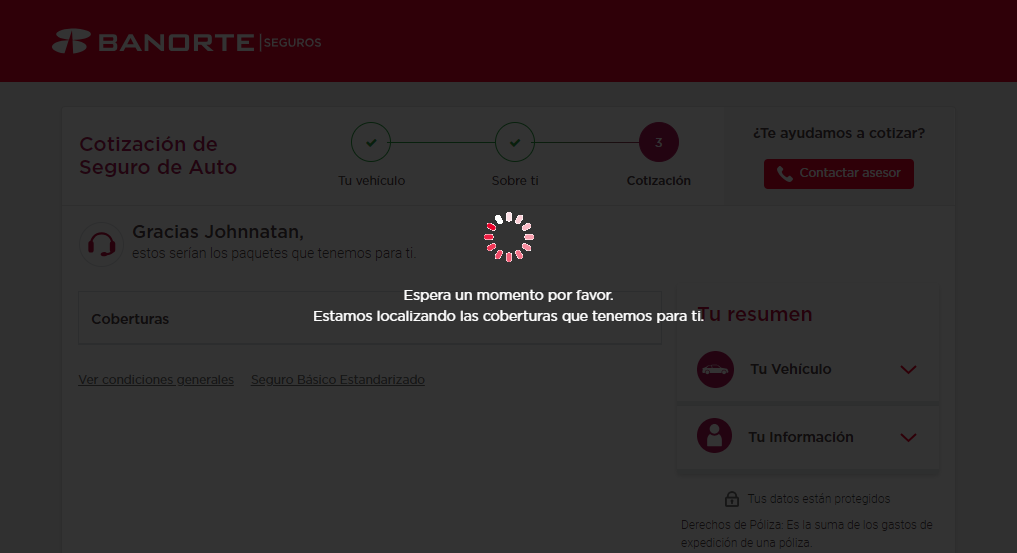 BANORTE | SEGUROS
Cotización de
Seguro de Auto
Tu vehículo
Sobre ti
3
Cotización
¿Te ayudamos a cotizar?
Contactar asesor
Gracias Johnnatan,
estos serían los paquetes que tenemos para ti.
Espera un momento por favor.
Estamos localizando las coberturas que tenemos para ti.
Coberturas
Ver condiciones generales
Seguro Básico Estandarizado
Tu resumen
Tu Vehículo
Tu Información
Tus datos están protegidos
Derechos de Póliza: Es la suma de los gastos de
expedición de una póliza.